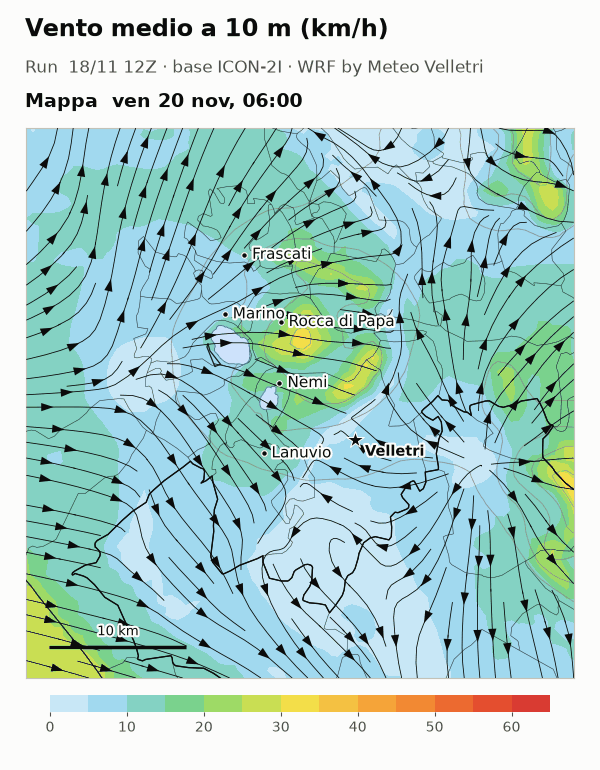 Vento medio a 10 m (km/h)
Run  18/11 12Z · base ICON-2I · WRF by Meteo Velletri
Mappa  ven 20 nov, 06:00
Frascati
Marino
Rocca di Papa
Nemi
Velletri
Lanuvio
10 km
0 10 20 30 40 50 60